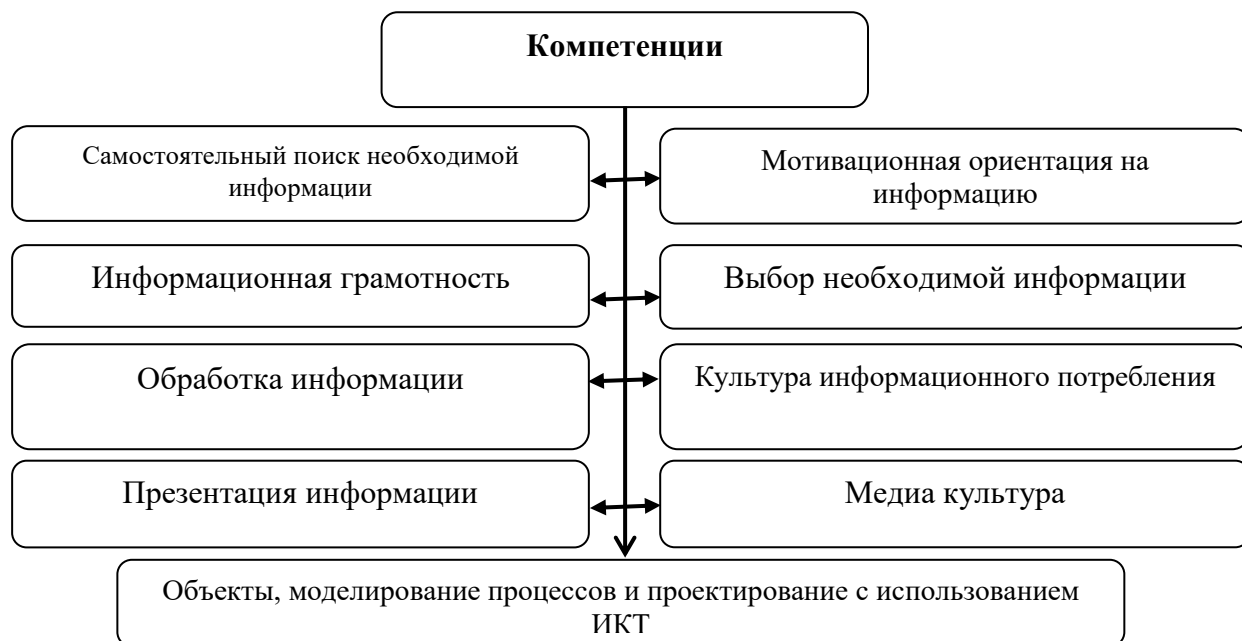 Компетенции
Самостоятельный поиск необходимой
информации
Мотивационная ориентация на
информацию
Информационная грамотность
Выбор необходимой информации
Обработка информации
Культура информационного потребления
Презентация информации
Медиа культура
Объекты, моделирование процессов и проектирование с использованием
ИКТ